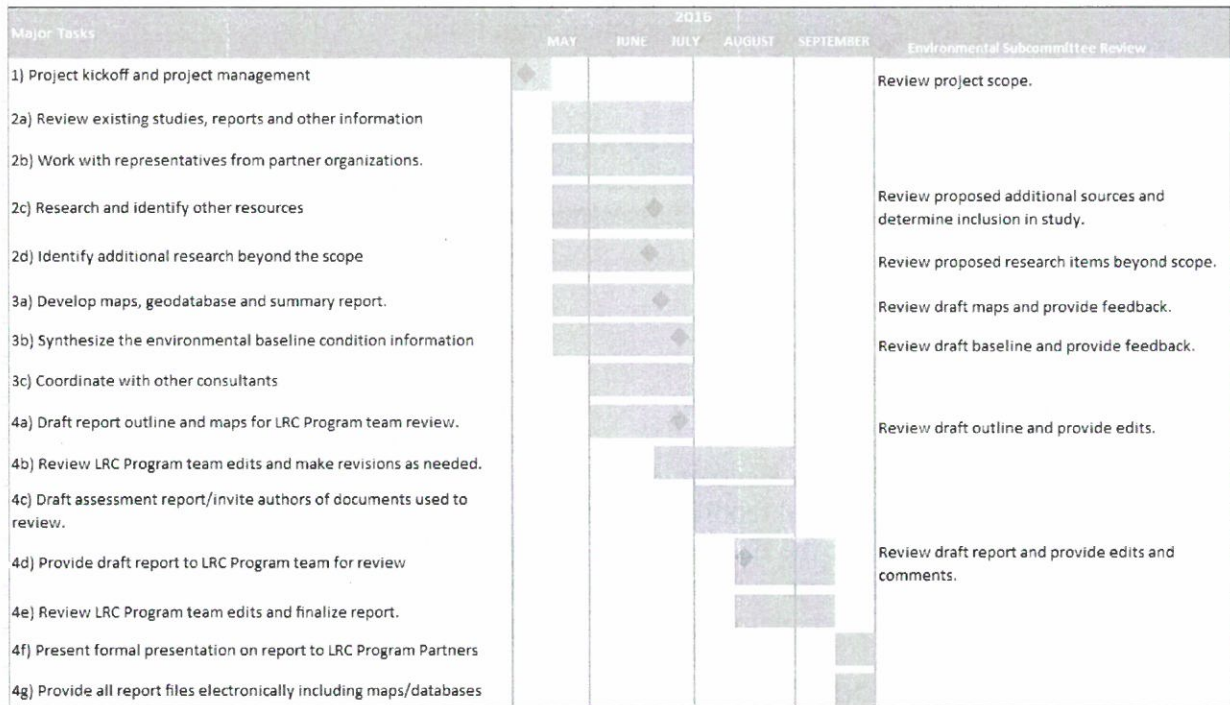 2016
Major Tasks MAY JUNE JULY AUGUST SEPTEMBER Environmental Subcommittee Review
1) Project kickoff and project management Review project scope.
2a) Review existing studies, reports and other information
2b) Work with representatives from partner organizations.
2c) Research and identify other resources Review proposed additional sources and
determine inclusion in study.
2d) Identify additional research beyond the scope Review proposed research items beyond scope.
3a) Develop maps, geodatabase and summary report. Review draft maps and provide feedback.
3b) Synthesize the environmental baseline condition information Review draft baseline and provide feedback.
3c) Coordinate with other consultants
4a) Draft report outline and maps for LRC Program team review. Review draft outline and provide edits.
4b) Review LRC Program team edits and make revisions as needed.
4c) Draft assessment report/invite authors of documents used to
review.
4d) Provide draft report to LRC Program team for review Review draft report and provide edits and
comments.
4e) Review LRC Program team edits and finalize report.
4f) Present formal presentation on report to LRC Program Partners
4g) Provide all report files electronically including maps/databases